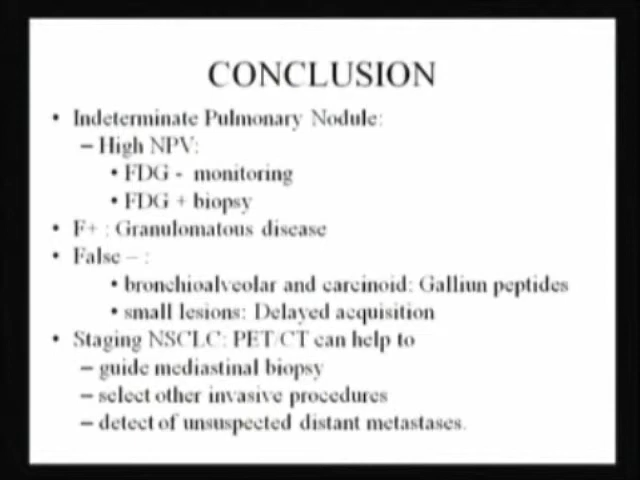 CONCLUSION
• Indeterminate Pulmonary Nodule:
– High NPV:
• FDG - monitoring
• FDG + biopsy
• F+ : Granulomatous disease
• False – :
• bronchioalveolar and carcinoid: Galliun peptides
• small lesions: Delayed acquisition
• Staging NSCLC: PET/CT can help to
– guide mediastinal biopsy
– select other invasive procedures
– detect of unsuspected distant metastases.